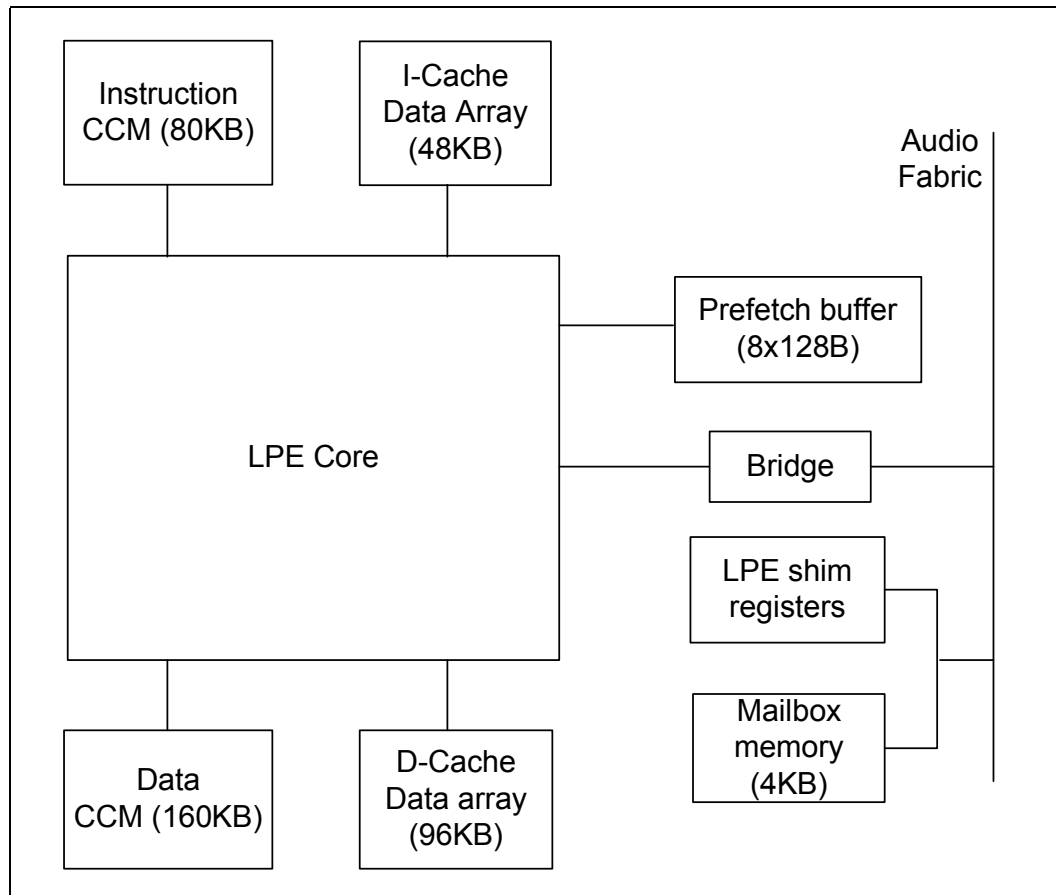 Instruction
CCM (80KB)
I-Cache
Data Array
(48KB)
Audio
Fabric
Prefetch buffer
(8x128B)
LPE Core
Bridge
LPE shim
registers
Mailbox
memory
(4KB)
Data
CCM (160KB)
D-Cache
Data array
(96KB)